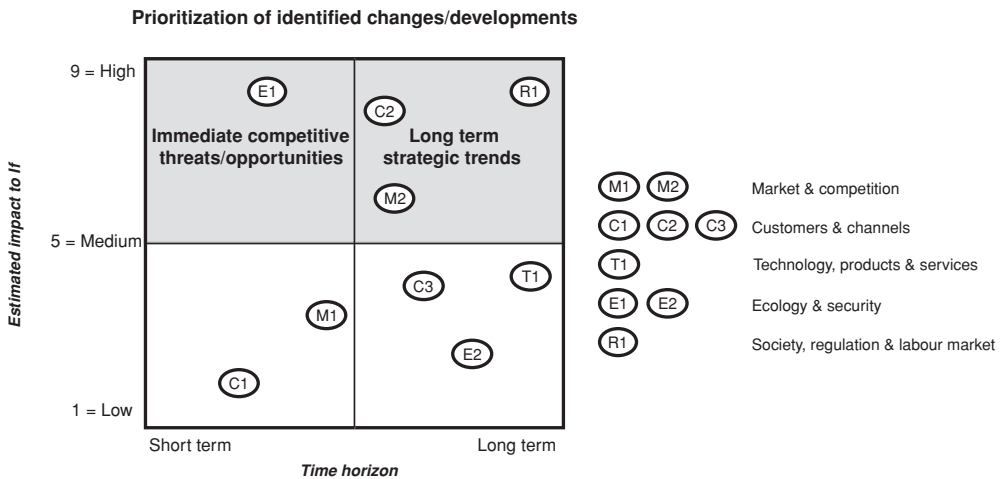 Prioritization of identified changes/developments
9 = High
E1
R1
C2
Immediate competitive
threats/opportunities
Long term
strategic trends
M2
5 = Medium
Estimated impact to If
T1
C3
M1
E2
C1
1 = Low
Short term
Long term
Time horizon
M1 M2 Market & competition
C1 C2 C3 Customers & channels
T1 Technology, products & services
E1 E2 Ecology & security
R1 Society, regulation & labour market